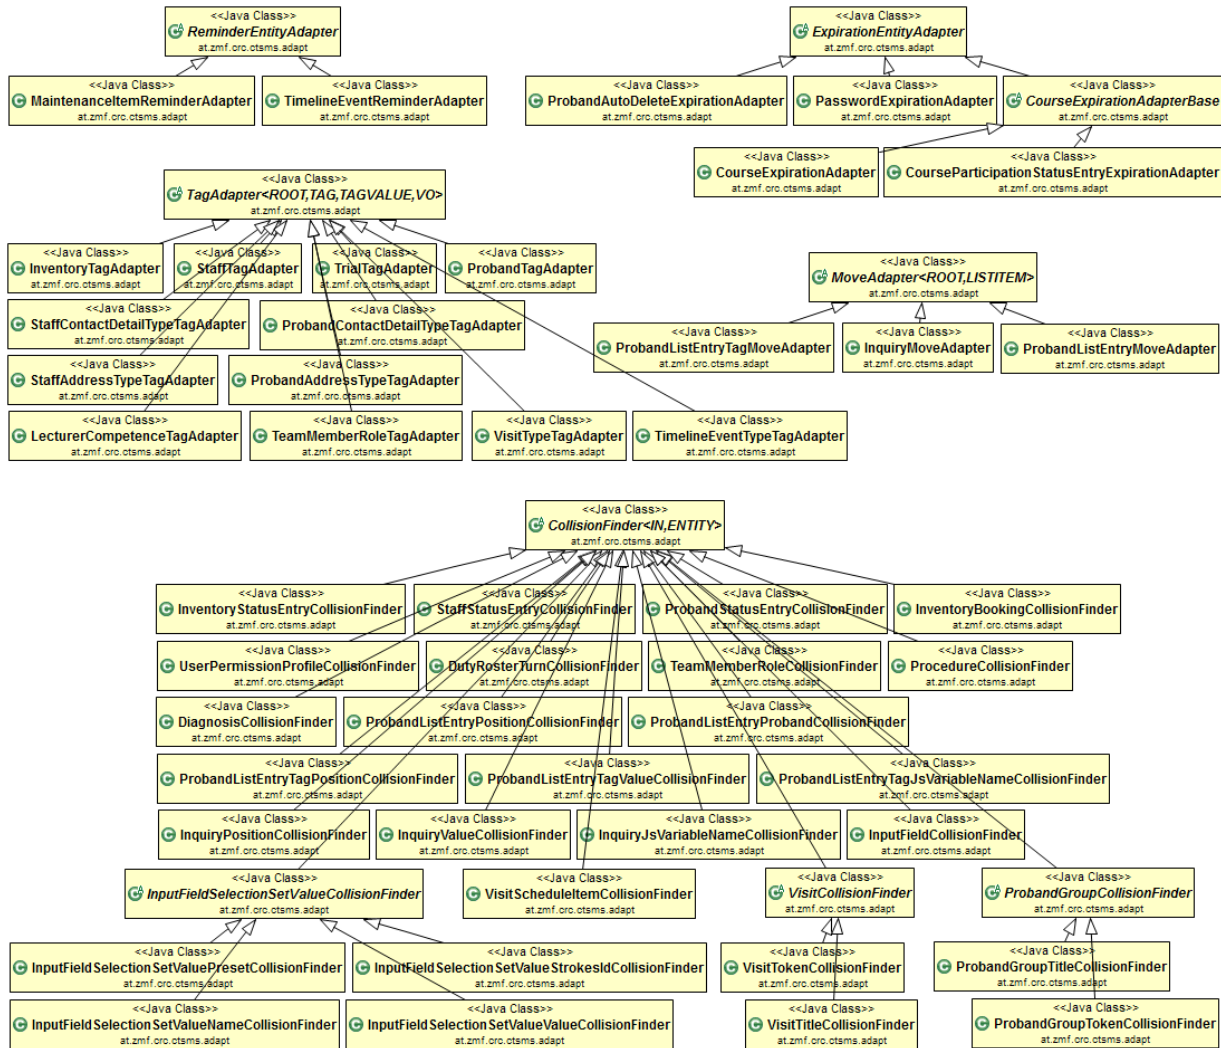 <<Java Class>>
ReminderEntityAdapter
at.zmf.crc.ctsms.adapt
<<Java Class>>
ExpirationEntityAdapter
at.zmf.crc.ctsms.adapt
<<Java Class>>
MaintenanceItemReminderAdapter
at.zmf.crc.ctsms.adapt
<<Java Class>>
TimelineEventReminderAdapter
at.zmf.crc.ctsms.adapt
<<Java Class>>
ProbandAutoDeleteExpirationAdapter
at.zmf.crc.ctsms.adapt
<<Java Class>>
PasswordExpirationAdapter
at.zmf.crc.ctsms.adapt
<<Java Class>>
CourseExpirationAdapterBase
at.zmf.crc.ctsms.adapt
<<Java Class>>
CourseExpirationAdapter
at.zmf.crc.ctsms.adapt
<<Java Class>>
CourseParticipationStatusEntryExpirationAdapter
at.zmf.crc.ctsms.adapt
<<Java Class>>
TagAdapter<ROOT,TAG,TAGVALUE,VO>
at.zmf.crc.ctsms.adapt
<<Java Class>>
InventoryTagAdapter
at.zmf.crc.ctsms.adapt
<<Java Class>>
StaffTagAdapter
at.zmf.crc.ctsms.adapt
<<Java Class>>
TrialTagAdapter
at.zmf.crc.ctsms.adapt
<<Java Class>>
ProbandTagAdapter
at.zmf.crc.ctsms.adapt
<<Java Class>>
MoveAdapter<ROOT,LISTITEM>
at.zmf.crc.ctsms.adapt
<<Java Class>>
StaffContactDetailTypeTagAdapter
at.zmf.crc.ctsms.adapt
<<Java Class>>
ProbandContactDetailTypeTagAdapter
at.zmf.crc.ctsms.adapt
<<Java Class>>
ProbandListEntryTagMoveAdapter
at.zmf.crc.ctsms.adapt
<<Java Class>>
InquiryMoveAdapter
at.zmf.crc.ctsms.adapt
<<Java Class>>
ProbandListEntryMoveAdapter
at.zmf.crc.ctsms.adapt
<<Java Class>>
StaffAddressTypeTagAdapter
at.zmf.crc.ctsms.adapt
<<Java Class>>
ProbandAddressTypeTagAdapter
at.zmf.crc.ctsms.adapt
<<Java Class>>
LecturerCompetenceTagAdapter
at.zmf.crc.ctsms.adapt
<<Java Class>>
TeamMemberRoleTagAdapter
at.zmf.crc.ctsms.adapt
<<Java Class>>
VisitTypeTagAdapter
at.zmf.crc.ctsms.adapt
<<Java Class>>
TimelineEventTypeTagAdapter
at.zmf.crc.ctsms.adapt
<<Java Class>>
CollisionFinder<IN,ENTITY>
at.zmf.crc.ctsms.adapt
<<Java Class>>
InventoryStatusEntryCollisionFinder
at.zmf.crc.ctsms.adapt
<<Java Class>>
StaffStatusEntryCollisionFinder
at.zmf.crc.ctsms.adapt
<<Java Class>>
ProbandStatusEntryCollisionFinder
at.zmf.crc.ctsms.adapt
<<Java Class>>
InventoryBookingCollisionFinder
at.zmf.crc.ctsms.adapt
<<Java Class>>
UserPermissionProfileCollisionFinder
at.zmf.crc.ctsms.adapt
<<Java Class>>
DutyRosterTurnCollisionFinder
at.zmf.crc.ctsms.adapt
<<Java Class>>
TeamMemberRoleCollisionFinder
at.zmf.crc.ctsms.adapt
<<Java Class>>
ProcedureCollisionFinder
at.zmf.crc.ctsms.adapt
<<Java Class>>
DiagnosisCollisionFinder
at.zmf.crc.ctsms.adapt
<<Java Class>>
ProbandListEntryPositionCollisionFinder
at.zmf.crc.ctsms.adapt
<<Java Class>>
ProbandListEntryProbandCollisionFinder
at.zmf.crc.ctsms.adapt
<<Java Class>>
ProbandListEntryTagPositionCollisionFinder
at.zmf.crc.ctsms.adapt
<<Java Class>>
ProbandListEntryTagValueCollisionFinder
at.zmf.crc.ctsms.adapt
<<Java Class>>
ProbandListEntryTagJsVariableNameCollisionFinder
at.zmf.crc.ctsms.adapt
<<Java Class>>
InquiryPositionCollisionFinder
at.zmf.crc.ctsms.adapt
<<Java Class>>
InquiryValueCollisionFinder
at.zmf.crc.ctsms.adapt
<<Java Class>>
InquiryJsVariableNameCollisionFinder
at.zmf.crc.ctsms.adapt
<<Java Class>>
InputFieldCollisionFinder
at.zmf.crc.ctsms.adapt
<<Java Class>>
InputFieldSelectionSetValueCollisionFinder
at.zmf.crc.ctsms.adapt
<<Java Class>>
VisitScheduleItemCollisionFinder
at.zmf.crc.ctsms.adapt
<<Java Class>>
VisitCollisionFinder
at.zmf.crc.ctsms.adapt
<<Java Class>>
ProbandGroupCollisionFinder
at.zmf.crc.ctsms.adapt
<<Java Class>>
InputFieldSelectionSetValuePresetCollisionFinder
at.zmf.crc.ctsms.adapt
<<Java Class>>
InputFieldSelectionSetValueStrokesIdCollisionFinder
at.zmf.crc.ctsms.adapt
<<Java Class>>
VisitTokenCollisionFinder
at.zmf.crc.ctsms.adapt
<<Java Class>>
ProbandGroupTitleCollisionFinder
at.zmf.crc.ctsms.adapt
<<Java Class>>
InputFieldSelectionSetValueNameCollisionFinder
at.zmf.crc.ctsms.adapt
<<Java Class>>
InputFieldSelectionSetValueValueCollisionFinder
at.zmf.crc.ctsms.adapt
<<Java Class>>
VisitTitleCollisionFinder
at.zmf.crc.ctsms.adapt
<<Java Class>>
ProbandGroupTokenCollisionFinder
at.zmf.crc.ctsms.adapt